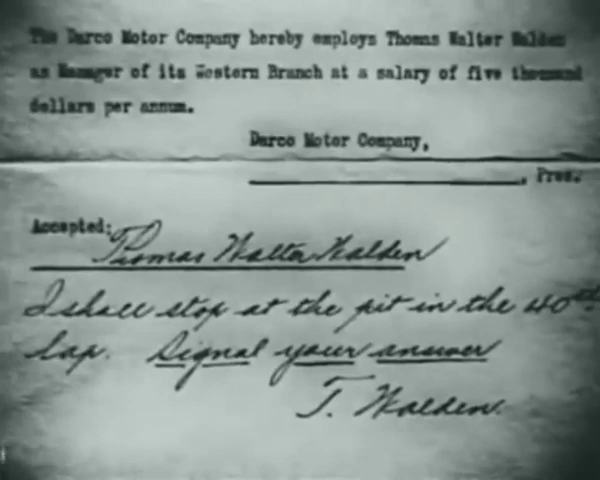 The Darco Motor Company hereby employs Thomas Walter Walden
as Manager of its Western Branch at a salary of five thousand
dollars per annum.
Darco Motor Company,
, Pres.
Accepted:
Thomas Walter Walden
I shall stop at the pit in the 40th
lap. Signal your answer
T. Walden.